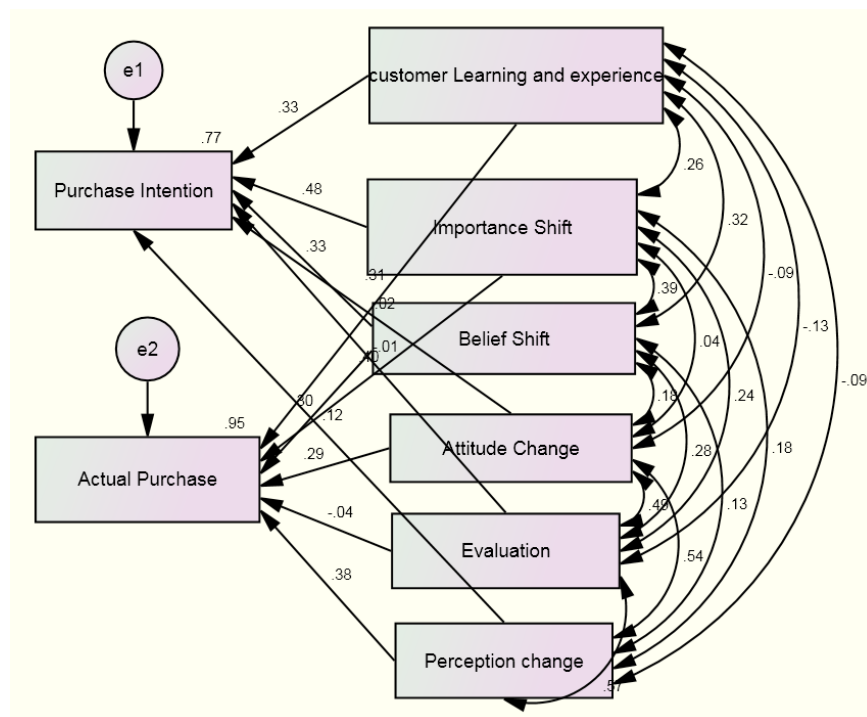 e1
customer Learning and experience
.33
.77
.26
Purchase Intention
.48
Importance Shift
.32
.33
.31
-.09
.39
.02
-.13
e2
Belief Shift
.04
-.01
.40
-.09
.18
.24
.80
.12
.95
.29
Attitude Change
.28
.18
Actual Purchase
.49
.13
-.04
Evaluation
.54
.38
Perception change
.57